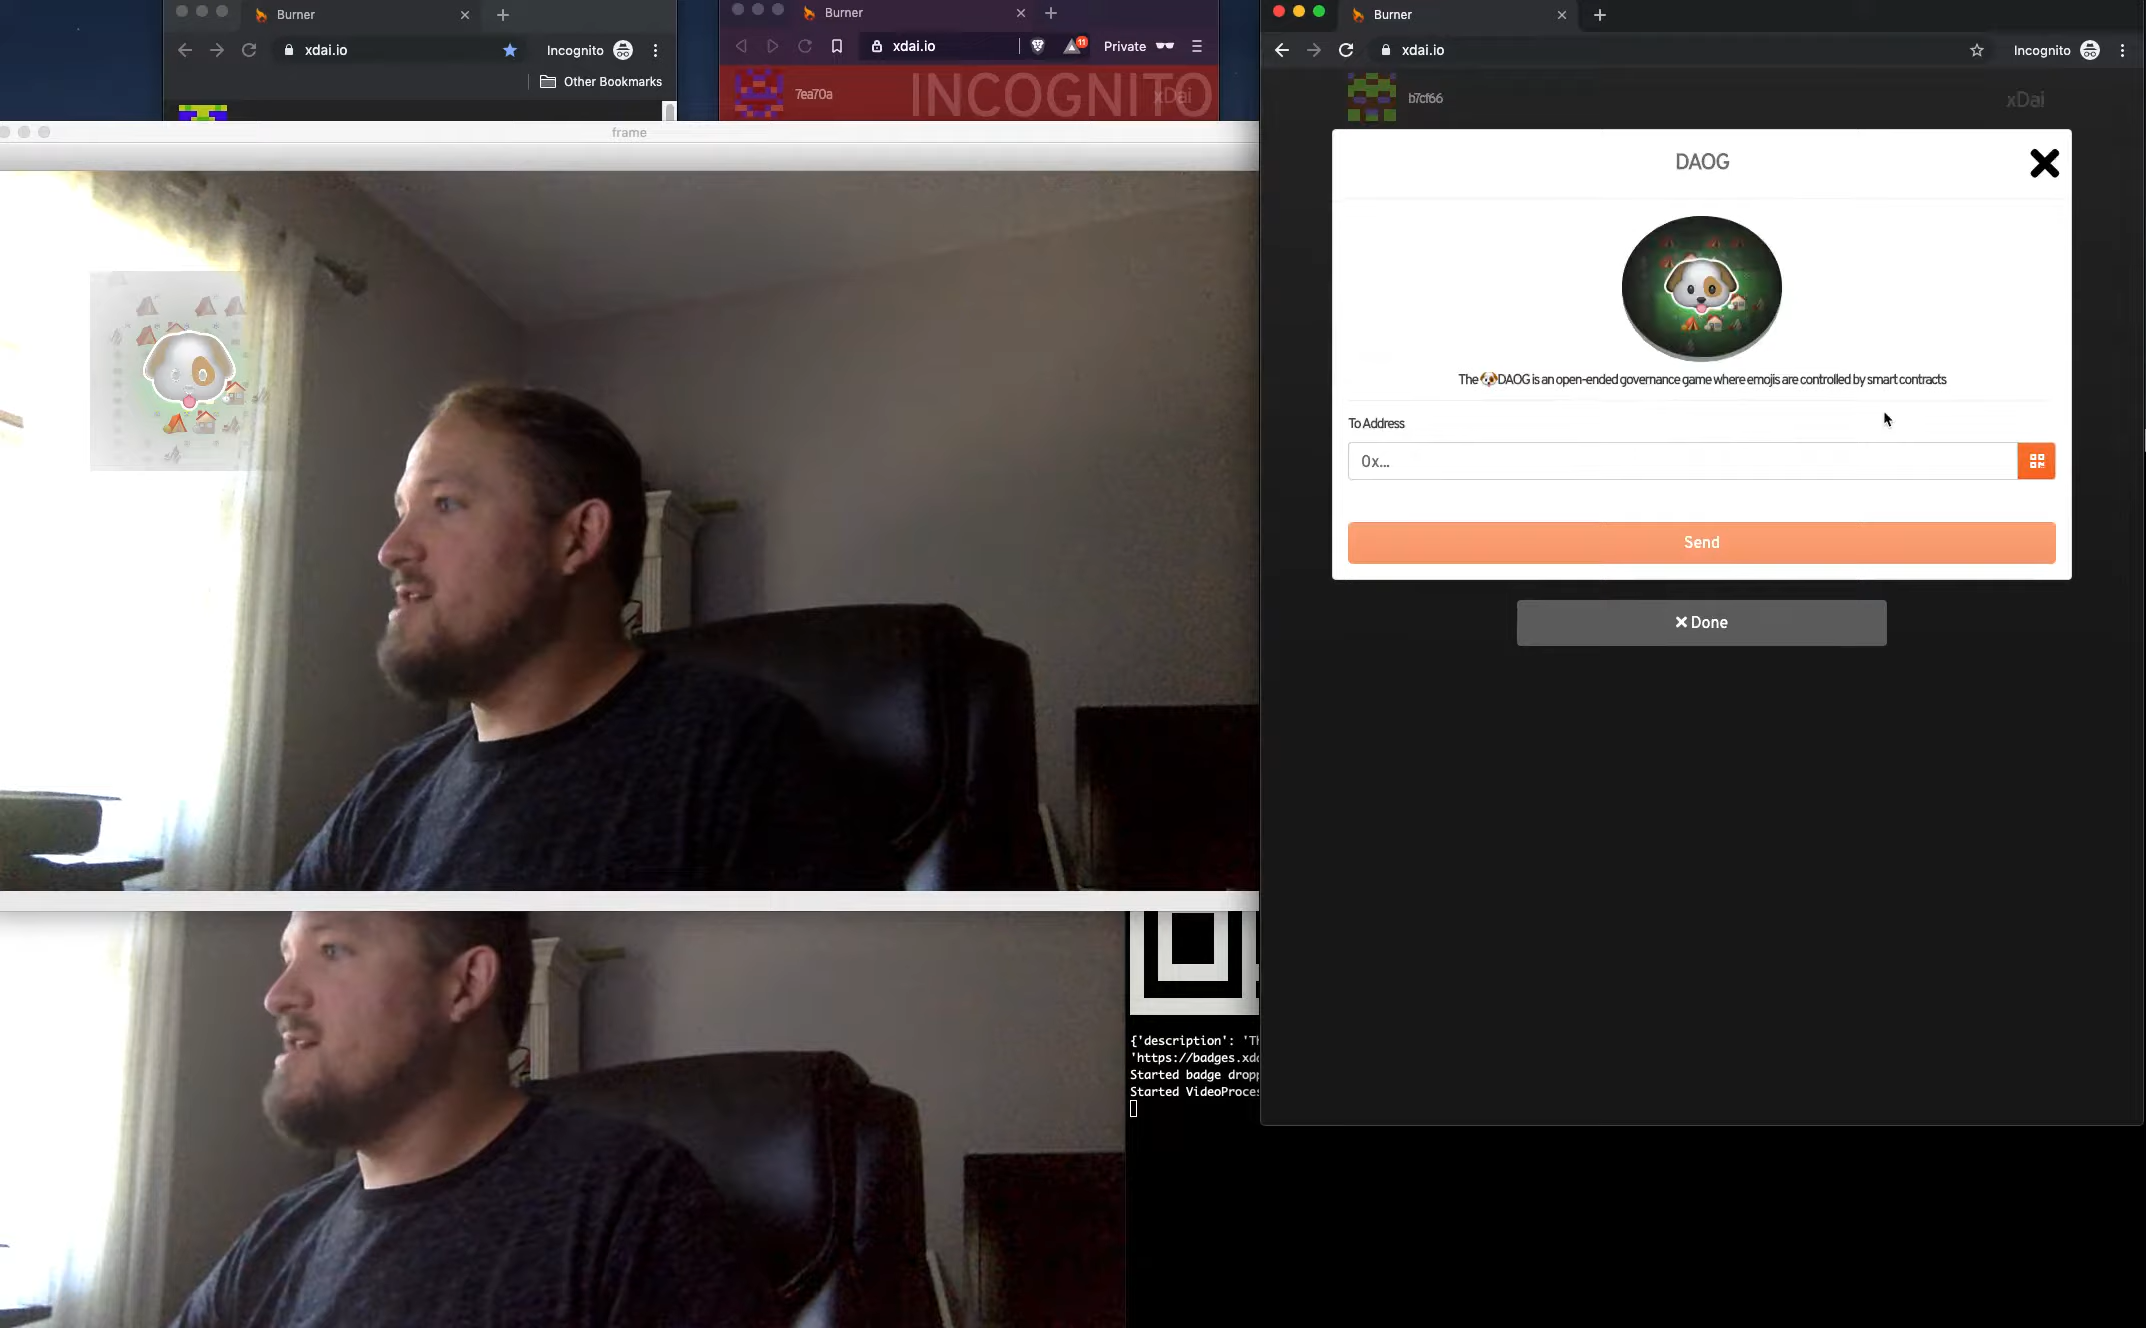 Burner
xdai.io
Incognito
Other Bookmarks
Burner
xdai.io
11
Private
7ea70a
INCOGNITO
xDai
Burner
xdai.io
Incognito
b7cf66
xDai
frame
DAOG
The 🐶DAOG is an open-ended governance game where emojis are controlled by smart contracts
To Address
0x...
Send
Done
{'description': 'Th
'https://badges.xd
Started badge drop
Started VideoProce